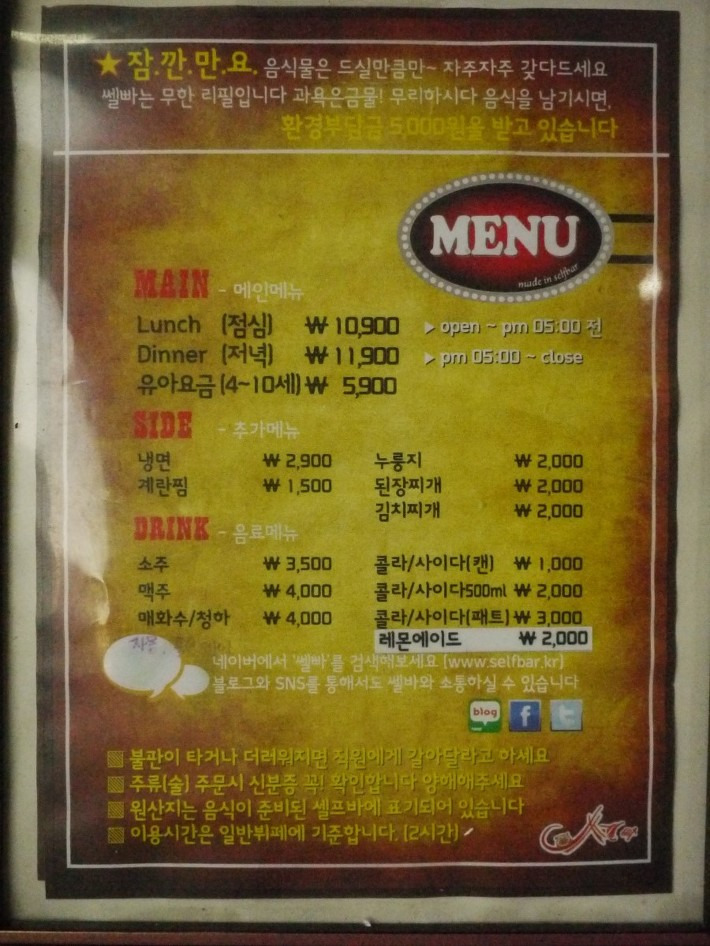 ★ 잠.깐.만.요. 음식물은 드실만큼만~ 자주자주 갖다드세요
쎌빠는 무한 리필입니다 과욕은금물! 무리하시다 음식을 남기시면,
환경부담금 5,000원을 받고 있습니다
MENU
made in selfbar
MAIN - 메인메뉴
Lunch (점심) ₩ 10,900 ▶ open ~ pm 05:00 전
Dinner (저녁) ₩ 11,900 ▶ pm 05:00 ~ close
유아요금 (4~10세) ₩ 5,900
SIDE - 추가메뉴
냉면 ₩ 2,900 누룽지 ₩ 2,000
계란찜 ₩ 1,500 된장찌개 ₩ 2,000
김치찌개 ₩ 2,000
DRINK - 음료메뉴
소주 ₩ 3,500 콜라/사이다(캔) ₩ 1,000
맥주 ₩ 4,000 콜라/사이다500ml ₩ 2,000
매화수/청하 ₩ 4,000 콜라/사이다(패트) ₩ 3,000
레몬에이드 ₩ 2,000
네이버에서 '쎌빠'를 검색해보세요 (www.selfbar.kr)
블로그와 SNS를 통해서도 쎌바와 소통하실 수 있습니다
blog f t
불판이 타거나 더러워지면 직원에게 갈아달라고 하세요
주류(술) 주문시 신분증 꼭! 확인합니다 양해해주세요
원산지는 음식이 준비된 셀프바에 표기되어 있습니다
이용시간은 일반뷔페에 기준합니다. (2시간)